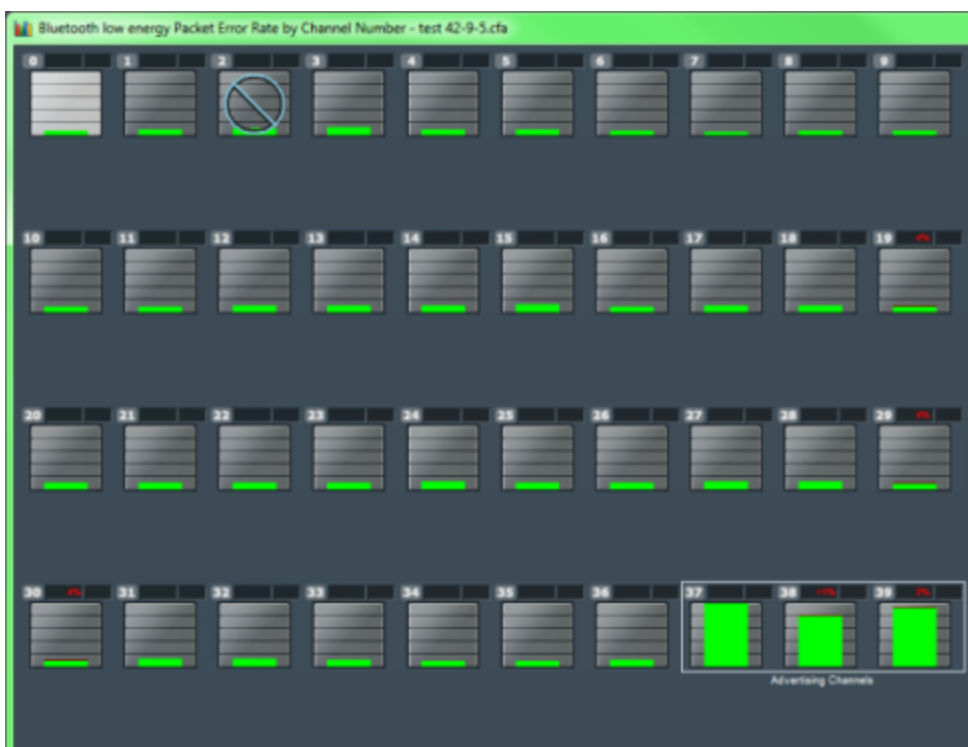 Bluetooth low energy Packet Error Rate by Channel Number - test 42-9-5.cfa
0 1 2 3 4 5 6 7 8 9
10 11 12 13 14 15 16 17 18 19
20 21 22 23 24 25 26 27 28 29
30 31 32 33 34 35 36 37 38 39
Advertising Channels